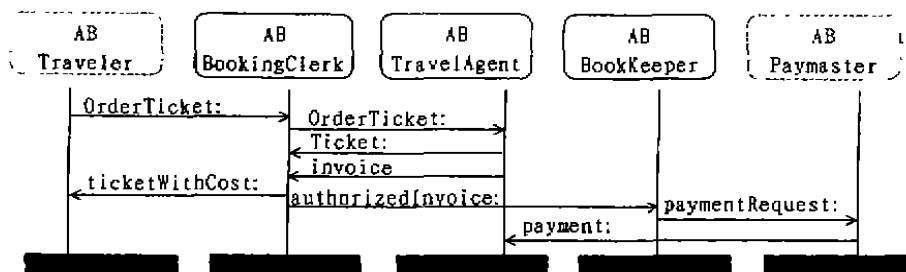 AB
Traveler
AB
BookingClerk
AB
TravelAgent
AB
BookKeeper
AB
Paymaster
OrderTicket:
OrderTicket:
Ticket:
invoice
ticketWithCost:
authorizedInvoice:
paymentRequest:
payment: